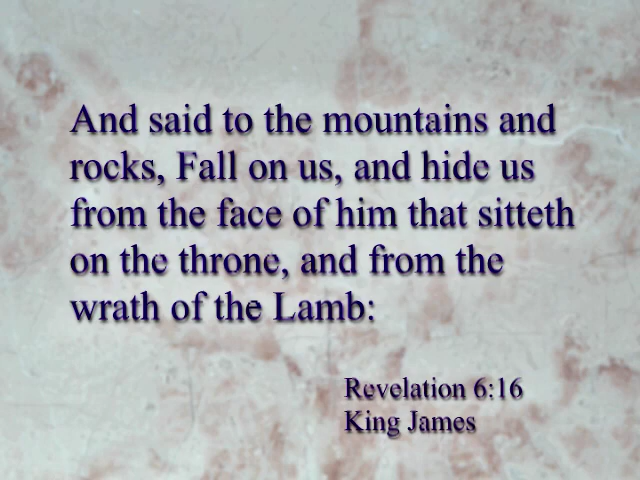 And said to the mountains and
rocks, Fall on us, and hide us
from the face of him that sitteth
on the throne, and from the
wrath of the Lamb:
Revelation 6:16
King James